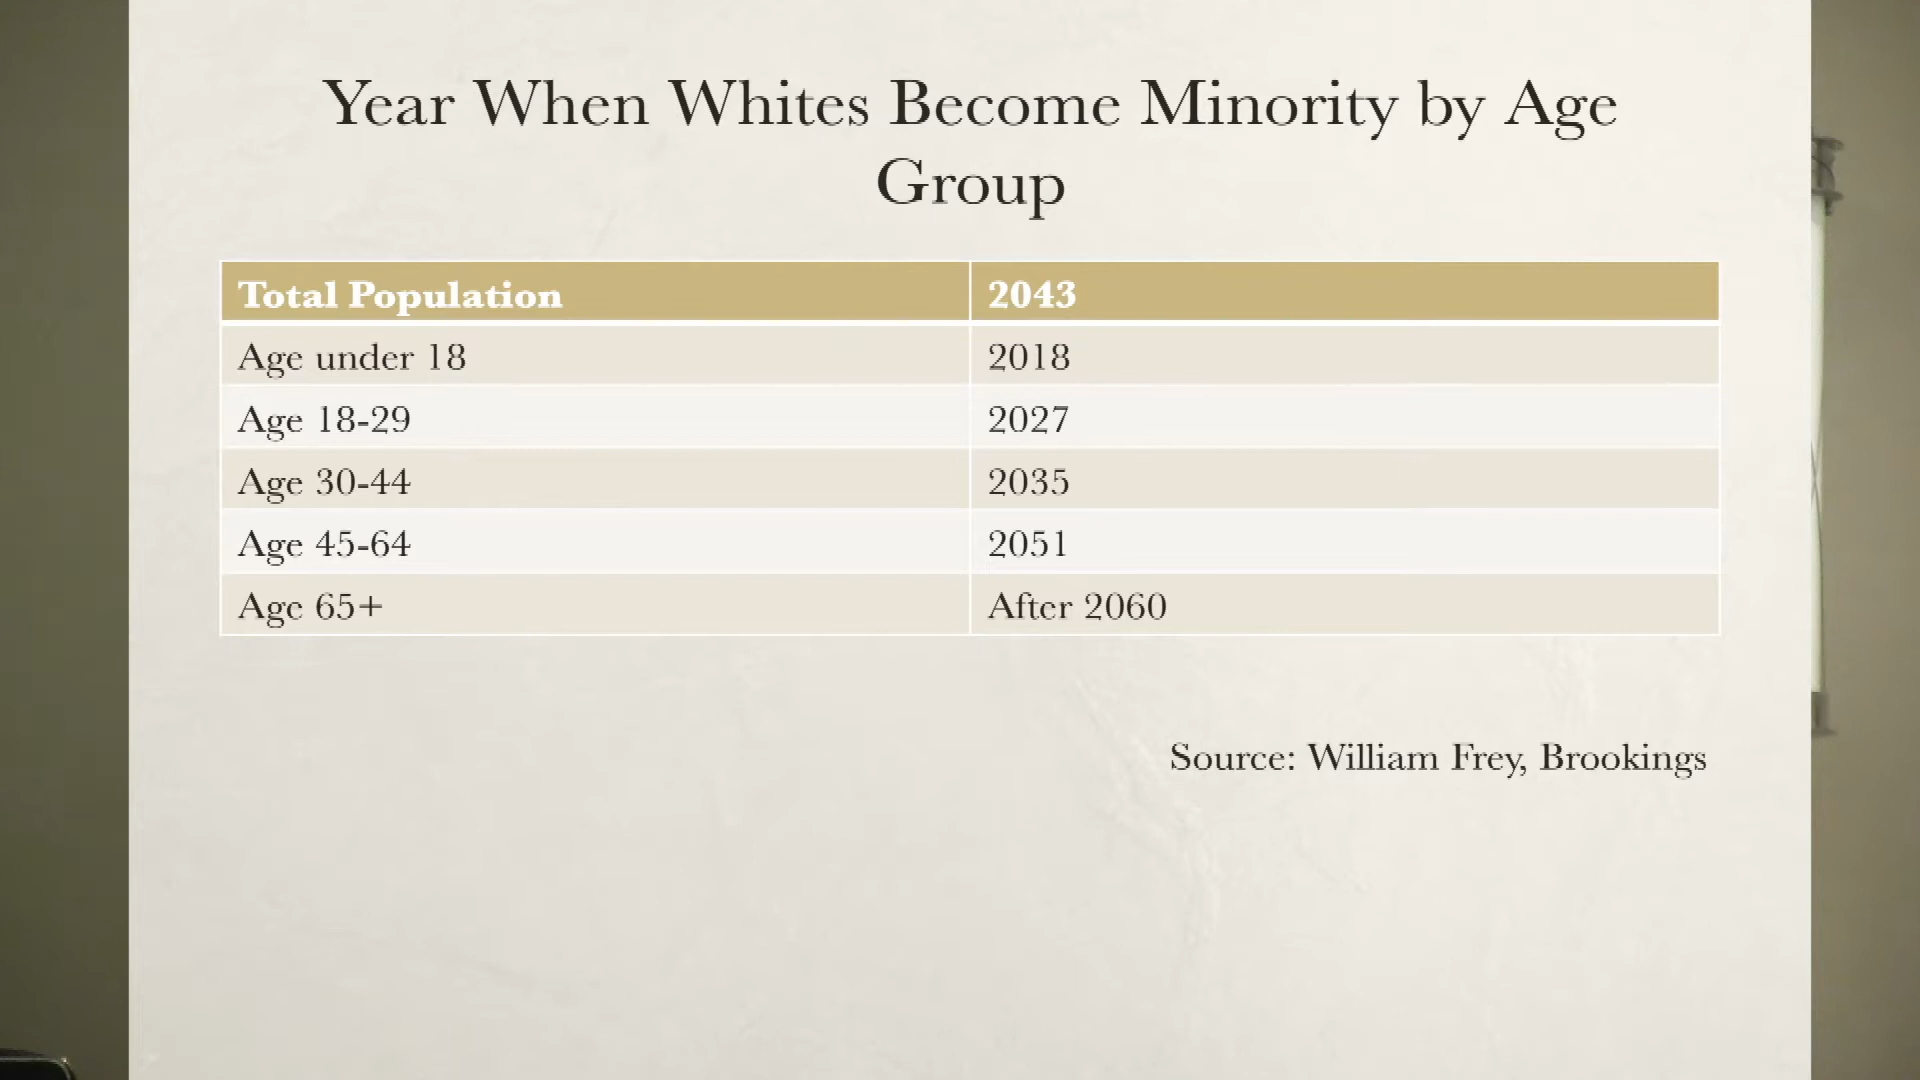 Year When Whites Become Minority by Age
Group
Total Population 2043
Age under 18 2018
Age 18-29 2027
Age 30-44 2035
Age 45-64 2051
Age 65+ After 2060
Source: William Frey, Brookings